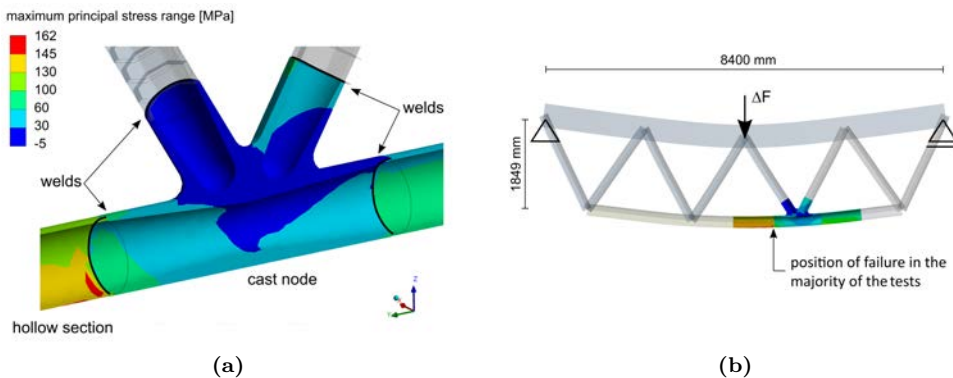 maximum principal stress range [MPa]
162
145
130
100
60
30
-5
welds
welds
cast node
hollow section
Z
Y
(a)
8400 mm
ΔF
1849 mm
position of failure in the
majority of the tests
(b)